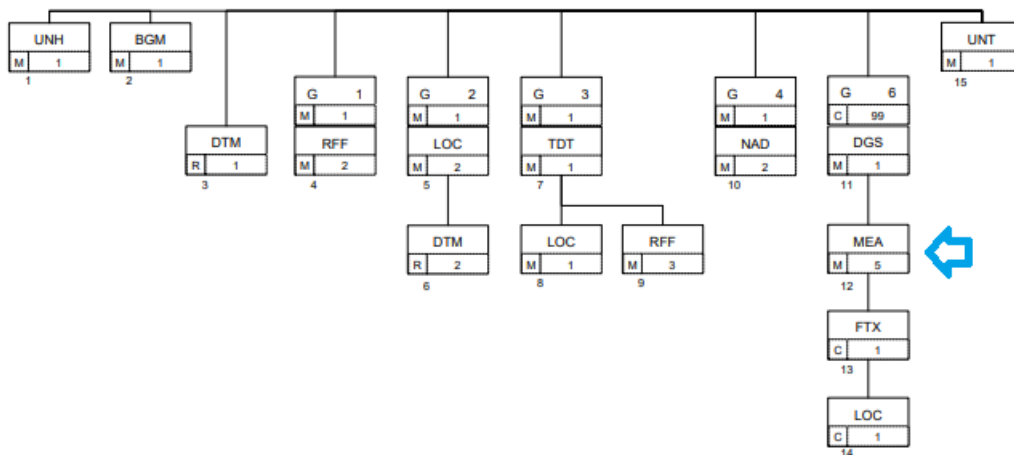 UNH
M 1
1
BGM
M 1
2
DTM
R 1
3
G 1
M 1
RFF
M 2
4
G 2
M 1
LOC
M 2
5
DTM
R 2
6
G 3
M 1
TDT
M 1
7
LOC
M 1
8
RFF
M 3
9
G 4
M 1
NAD
M 2
10
G 6
C 99
DGS
M 1
11
MEA
M 5
12
FTX
C 1
13
LOC
C 1
14
UNT
M 1
15